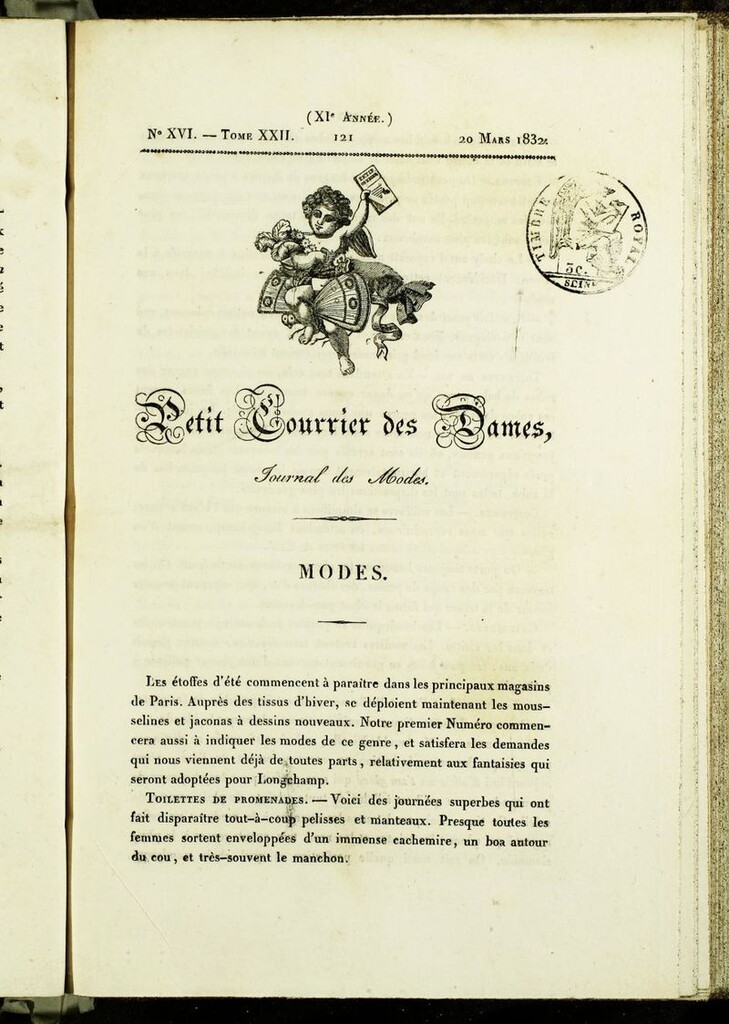 (XIe Année.)
No XVI. — Tome XXII. 121 20 Mars 1832.
TIMBRE ROYAL
SEINE
Petit Courrier des Dames,
Journal des Modes.
MODES.
Les étoffes d'été commencent à paraître dans les principaux magasins
de Paris. Auprès des tissus d'hiver, se déploient maintenant les mous-
selines et jaconas à dessins nouveaux. Notre premier Numéro commen-
cera aussi à indiquer les modes de ce genre, et satisfera les demandes
qui nous viennent déjà de toutes parts, relativement aux fantaisies qui
seront adoptées pour Longchamp.
Toilettes de promenades. — Voici des journées superbes qui ont
fait disparaître tout-à-coup pelisses et manteaux. Presque toutes les
femmes sortent enveloppées d'un immense cachemire, un boa autour
du cou, et très-souvent le manchon.